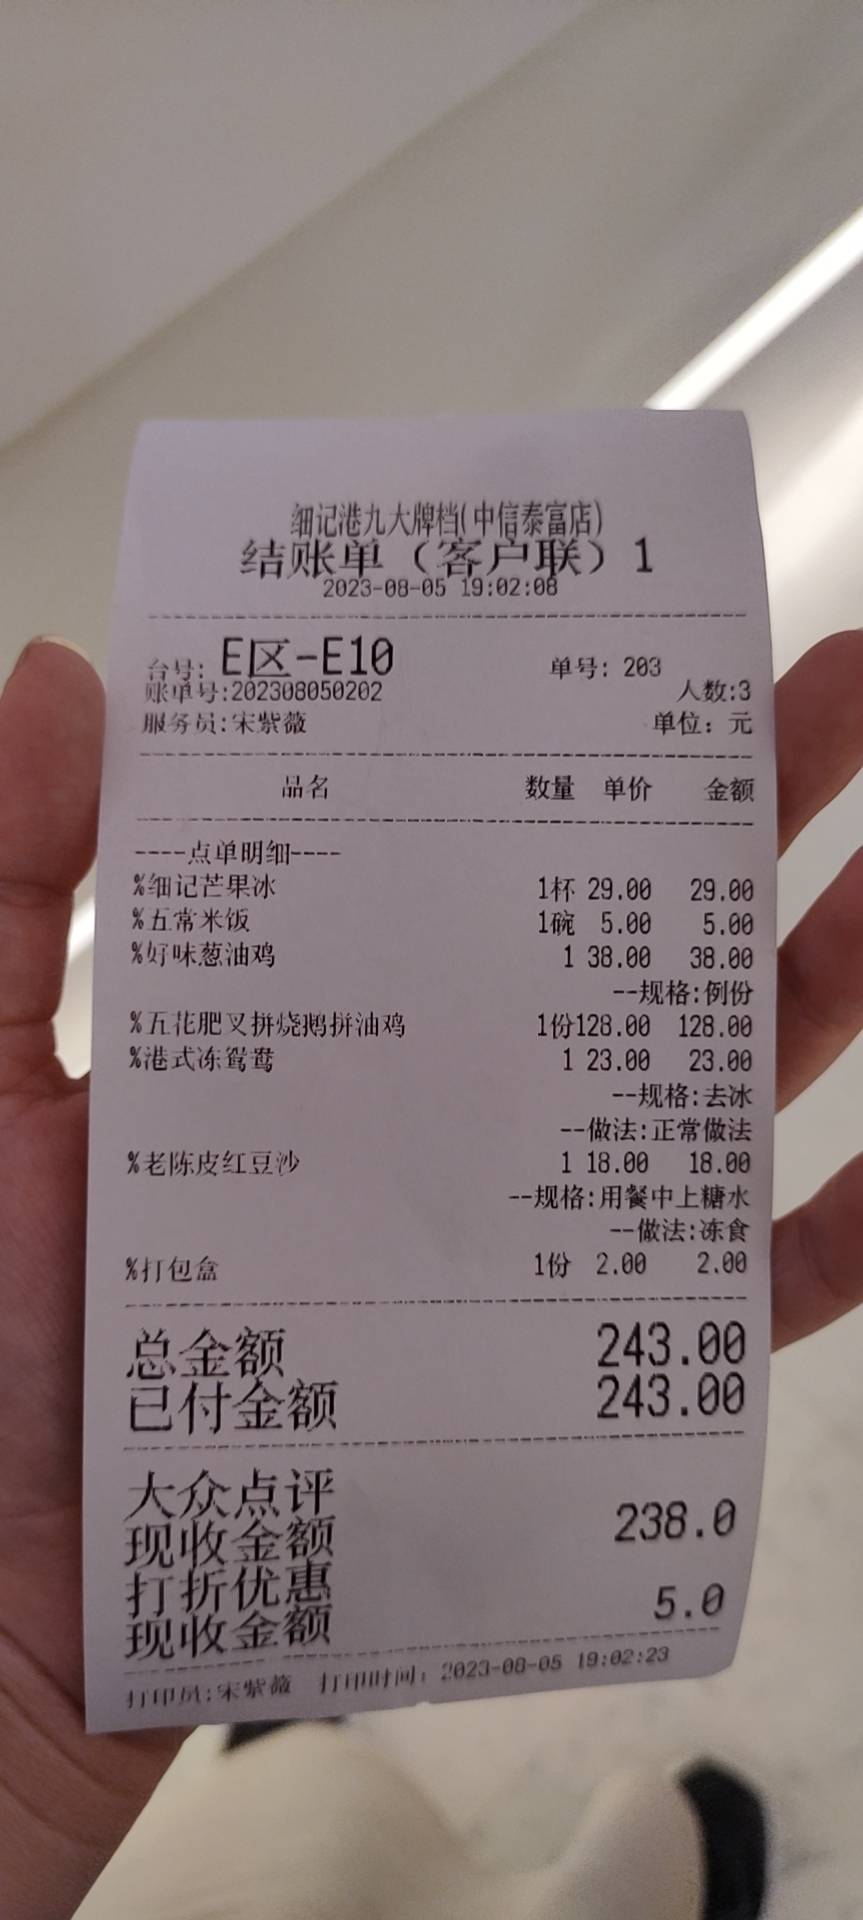 细记港九大牌档(中信泰富店)
结账单（客户联）1
2023-08-05 19:02:08
台号: E区-E10 单号: 203
账单号:202308050202 人数:3
服务员:宋紫薇 单位: 元
品名 数量 单价 金额
----点单明细----
%细记芒果冰 1杯 29.00 29.00
%五常米饭 1碗 5.00 5.00
%好味葱油鸡 1 38.00 38.00
--规格:例份
%五花肥叉拼烧鹅拼油鸡 1份128.00 128.00
%港式冻鸳鸯 1 23.00 23.00
--规格:去冰
--做法:正常做法
%老陈皮红豆沙 1 18.00 18.00
--规格:用餐中上糖水
--做法:冻食
%打包盒 1份 2.00 2.00
总金额 243.00
已付金额 243.00
大众点评
现收金额 238.0
打折优惠
现收金额 5.0
打印员:宋紫薇 打印时间: 2023-08-05 19:02:23